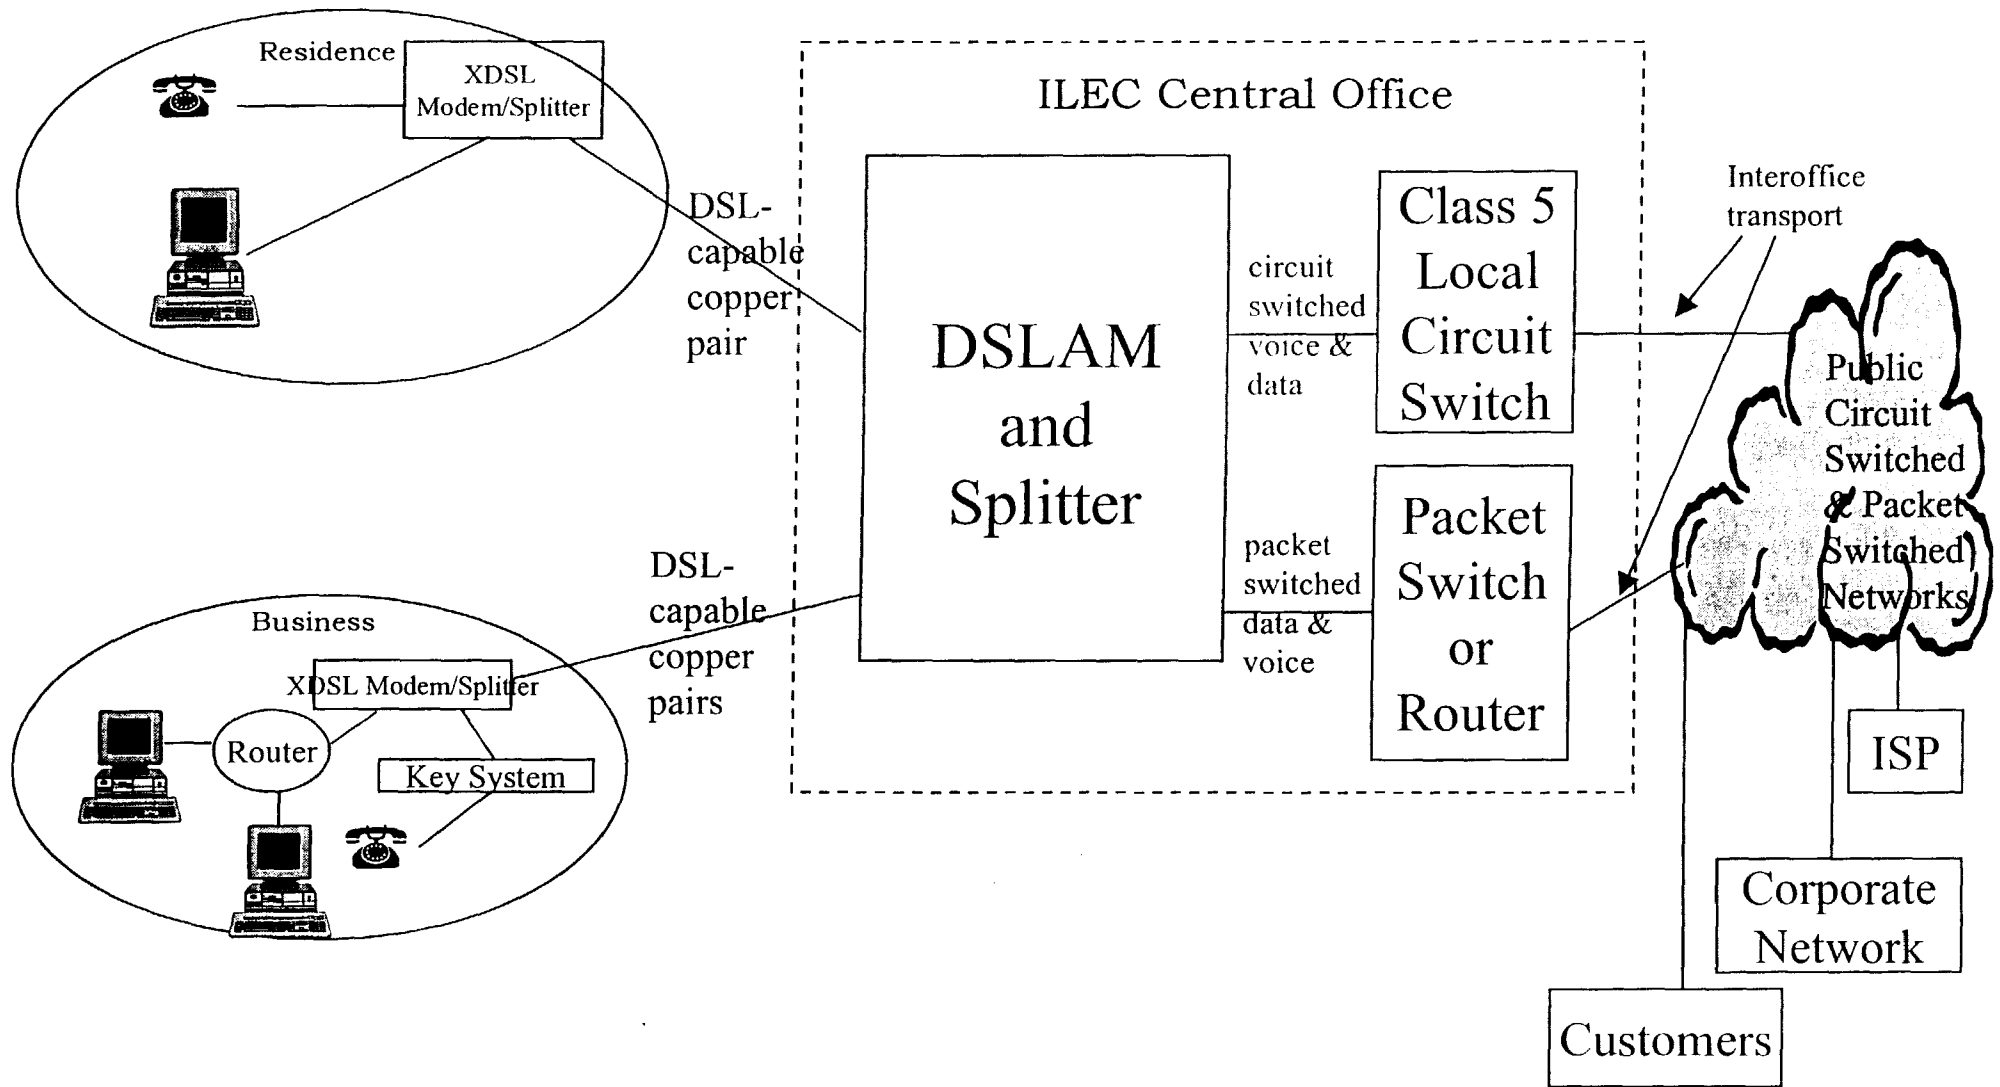 Residence
XDSL
Modem/Splitter
ILEC Central Office
DSL-
capable
copper
pair
DSLAM
and
Splitter
circuit
switched
voice &
data
Class 5
Local
Circuit
Switch
Interoffice
transport
Public
Circuit
Switched
& Packet
Switched
Networks
Business
XDSL Modem/Splitter
Router
Key System
DSL-
capable
copper
pairs
packet
switched
data &
voice
Packet
Switch
or
Router
ISP
Corporate
Network
Customers